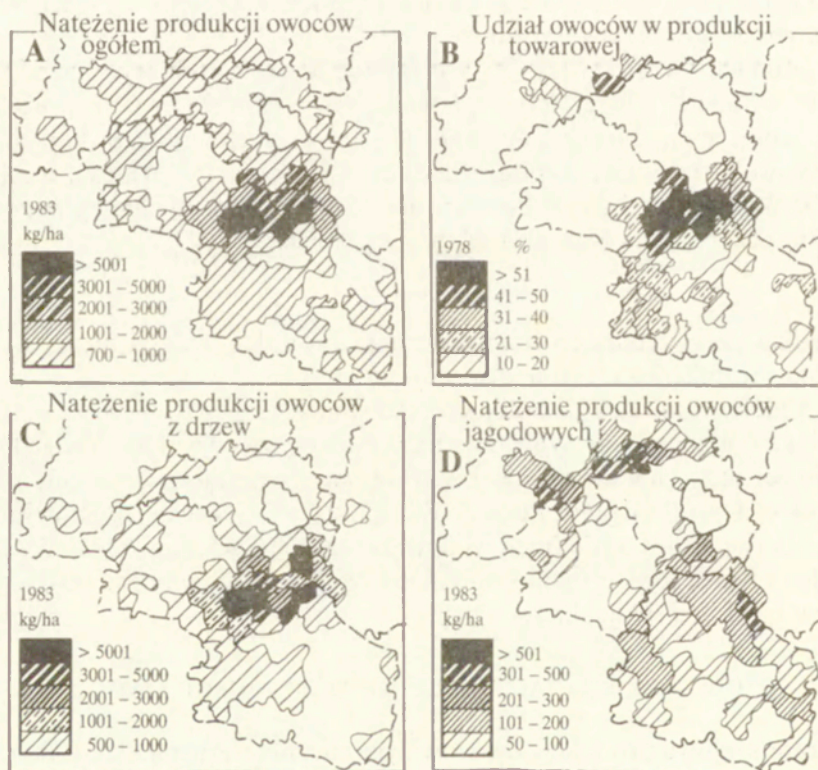 Natężenie produkcji owoców
A ogółem
1983
kg/ha
> 5001
3001 – 5000
2001 – 3000
1001 – 2000
700 – 1000
Udział owoców w produkcji
B towarowej
1978 %
> 51
41 – 50
31 – 40
21 – 30
10 – 20
Natężenie produkcji owoców
C z drzew
1983
kg/ha
> 5001
3001 – 5000
2001 – 3000
1001 – 2000
500 – 1000
Natężenie produkcji owoców
jagodowych D
1983
kg/ha
> 501
301 – 500
201 – 300
101 – 200
50 – 100